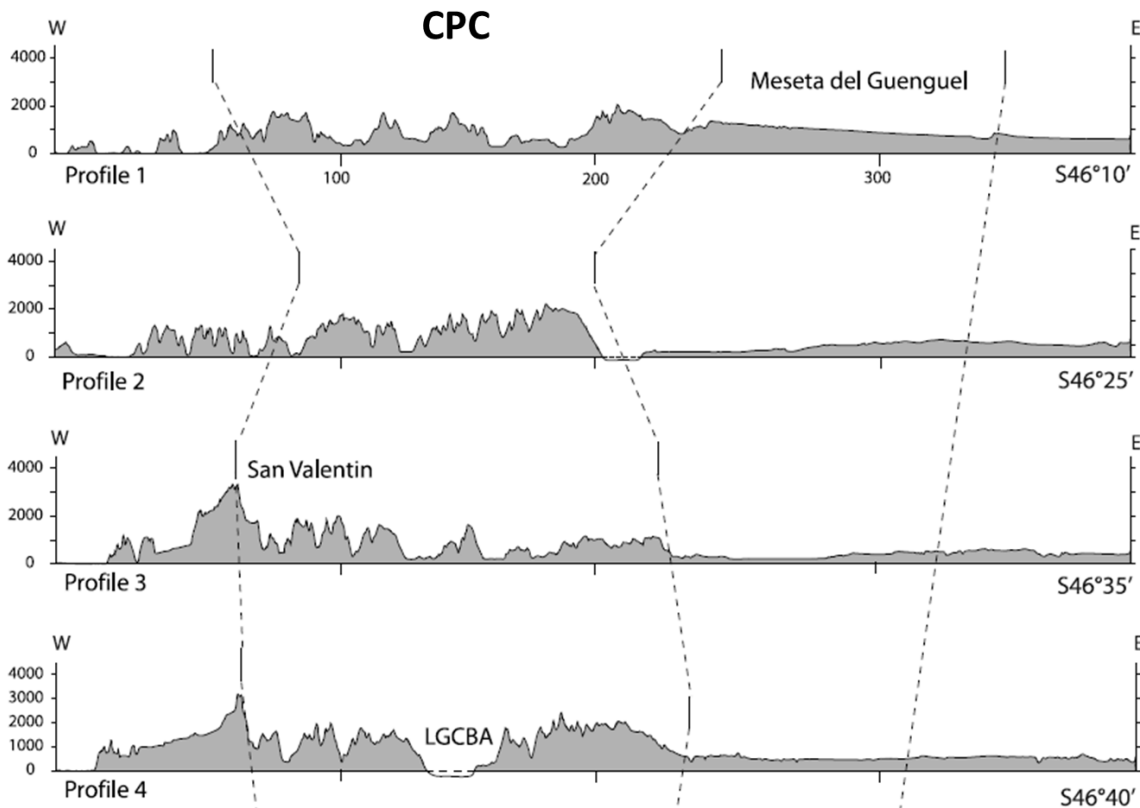 CPC
W
E
4000
2000
0
Meseta del Guenguel
Profile 1
100
200
300
S46°10′
W
E
4000
2000
0
Profile 2
S46°25′
W
E
4000
2000
0
San Valentin
Profile 3
S46°35′
W
E
4000
3000
2000
1000
0
LGCBA
Profile 4
S46°40′